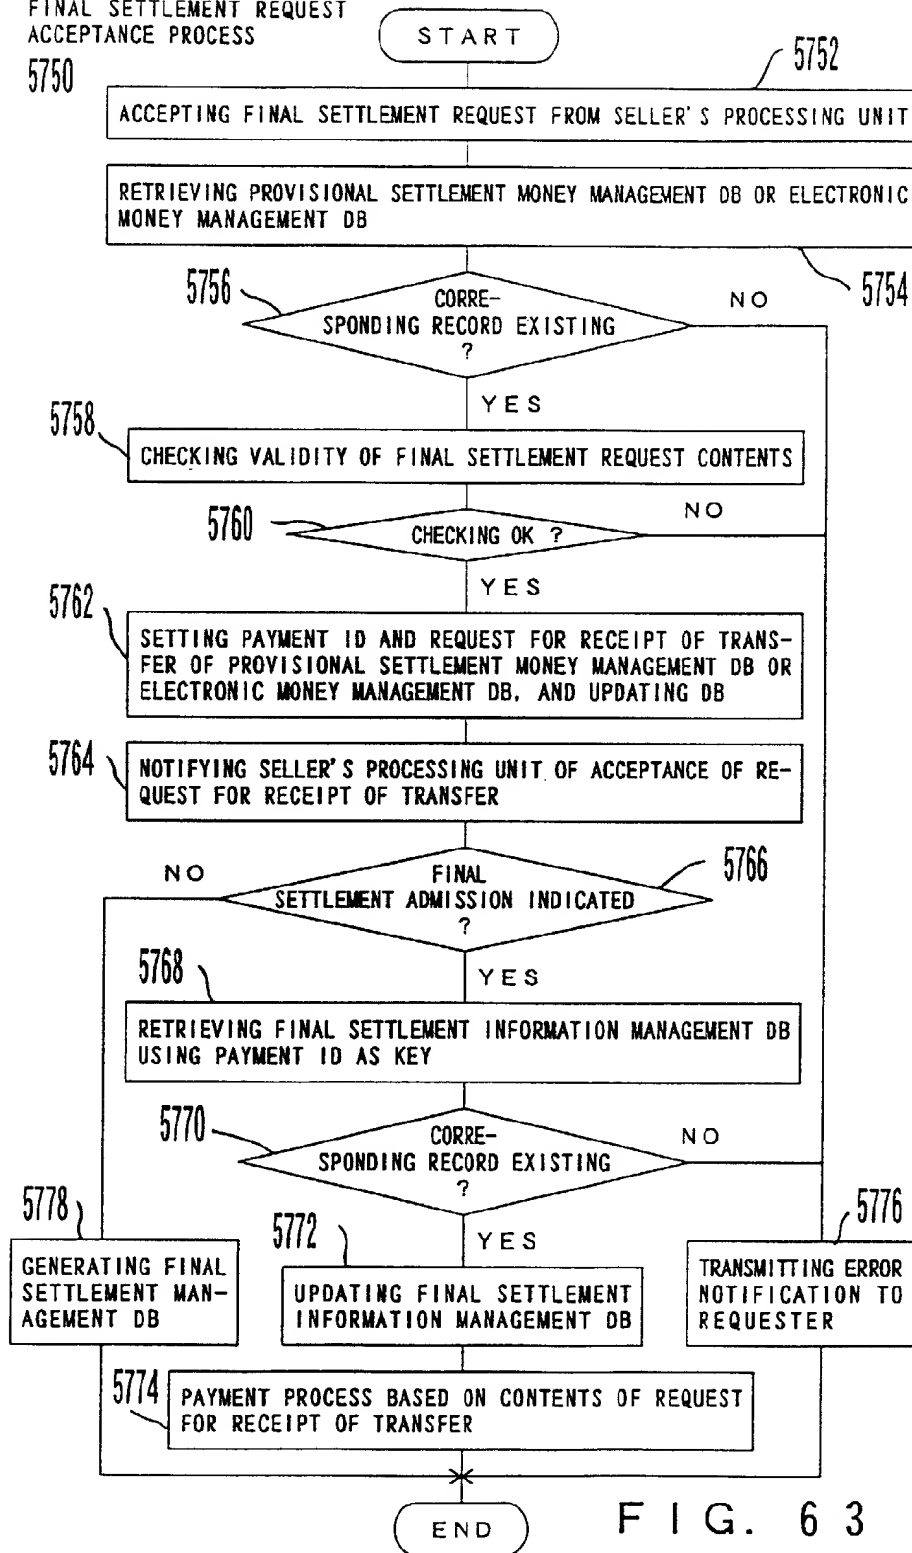 FINAL SETTLEMENT REQUEST
ACCEPTANCE PROCESS
5750
START
5752
ACCEPTING FINAL SETTLEMENT REQUEST FROM SELLER'S PROCESSING UNIT
RETRIEVING PROVISIONAL SETTLEMENT MONEY MANAGEMENT DB OR ELECTRONIC
MONEY MANAGEMENT DB
5754
5756
CORRE-
SPONDING RECORD EXISTING
?
NO
YES
5758
CHECKING VALIDITY OF FINAL SETTLEMENT REQUEST CONTENTS
5760
CHECKING OK ?
NO
YES
5762
SETTING PAYMENT ID AND REQUEST FOR RECEIPT OF TRANS-
FER OF PROVISIONAL SETTLEMENT MONEY MANAGEMENT DB OR
ELECTRONIC MONEY MANAGEMENT DB, AND UPDATING DB
5764
NOTIFYING SELLER'S PROCESSING UNIT OF ACCEPTANCE OF RE-
QUEST FOR RECEIPT OF TRANSFER
NO
FINAL
SETTLEMENT ADMISSION INDICATED
?
5766
YES
5768
RETRIEVING FINAL SETTLEMENT INFORMATION MANAGEMENT DB
USING PAYMENT ID AS KEY
5770
CORRE-
SPONDING RECORD EXISTING
?
NO
YES
5778
GENERATING FINAL
SETTLEMENT MAN-
AGEMENT DB
5772
UPDATING FINAL SETTLEMENT
INFORMATION MANAGEMENT DB
5776
TRANSMITTING ERROR
NOTIFICATION TO
REQUESTER
5774
PAYMENT PROCESS BASED ON CONTENTS OF REQUEST
FOR RECEIPT OF TRANSFER
END
FIG. 63